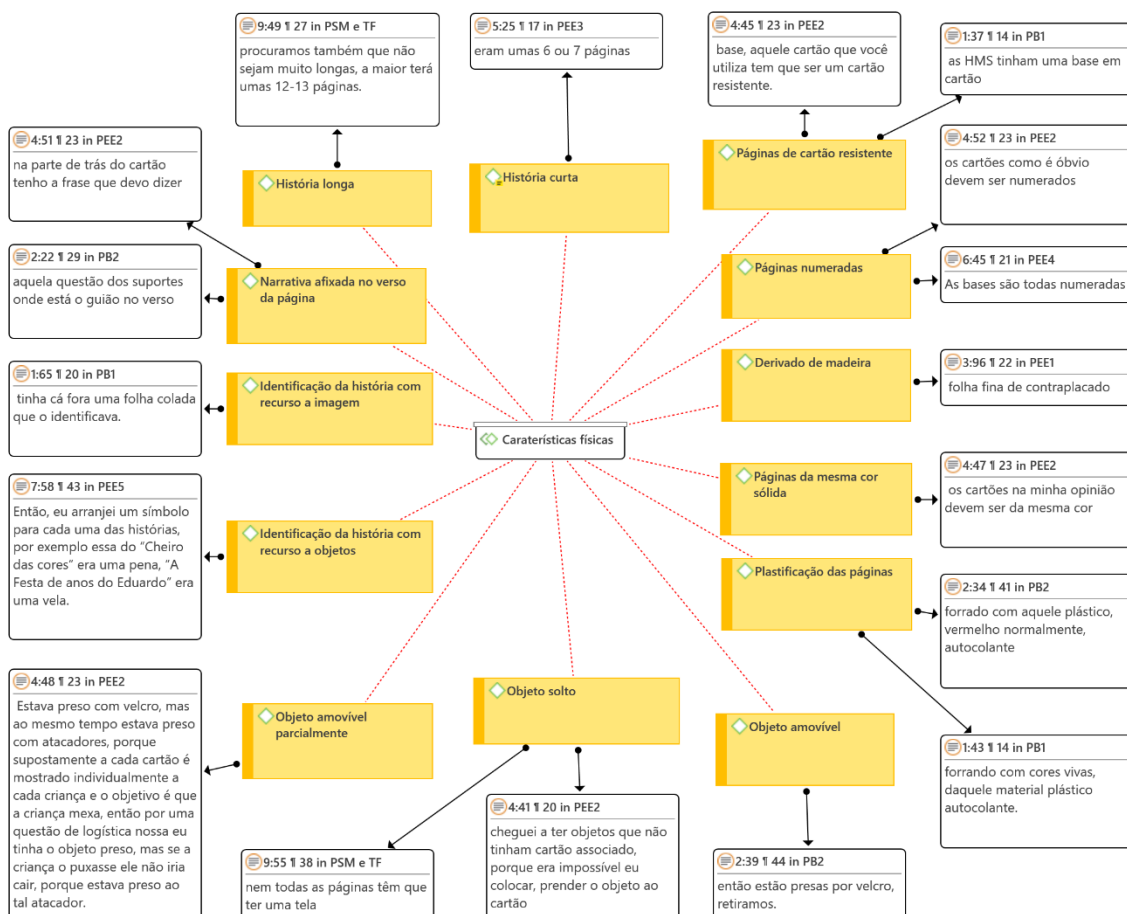 9:49 ¶ 27 in PSM e TF
procuramos também que não
sejam muito longas, a maior terá
umas 12-13 páginas.
5:25 ¶ 17 in PEE3
eram umas 6 ou 7 páginas
4:45 ¶ 23 in PEE2
base, aquele cartão que você
utiliza tem que ser um cartão
resistente.
1:37 ¶ 14 in PB1
as HMS tinham uma base em
cartão
4:51 ¶ 23 in PEE2
na parte de trás do cartão
tenho a frase que devo dizer
História longa
História curta
Páginas de cartão resistente
4:52 ¶ 23 in PEE2
os cartões como é óbvio
devem ser numerados
2:22 ¶ 29 in PB2
aquela questão dos suportes
onde está o guião no verso
Narrativa afixada no verso
da página
Páginas numeradas
6:45 ¶ 21 in PEE4
As bases são todas numeradas
1:65 ¶ 20 in PB1
tinha cá fora uma folha colada
que o identificava.
Identificação da história com
recurso a imagem
Derivado de madeira
3:96 ¶ 22 in PEE1
folha fina de contraplacado
Caraterísticas físicas
7:58 ¶ 43 in PEE5
Então, eu arranjei um símbolo
para cada uma das histórias,
por exemplo essa do “Cheiro
das cores” era uma pena, “A
Festa de anos do Eduardo” era
uma vela.
Identificação da história com
recurso a objetos
Páginas da mesma cor
sólida
4:47 ¶ 23 in PEE2
os cartões na minha opinião
devem ser da mesma cor
Plastificação das páginas
2:34 ¶ 41 in PB2
forrado com aquele plástico,
vermelho normalmente,
autocolante
4:48 ¶ 23 in PEE2
Estava preso com velcro, mas
ao mesmo tempo estava preso
com atacadores, porque
supostamente a cada cartão é
mostrado individualmente a
cada criança e o objetivo é que
a criança mexa, então por uma
questão de logística nossa eu
tinha o objeto preso, mas se a
criança o puxasse ele não iria
cair, porque estava preso ao
tal atacador.
Objeto amovível
parcialmente
Objeto solto
Objeto amovível
1:43 ¶ 14 in PB1
forrando com cores vivas,
daquele material plástico
autocolante.
9:55 ¶ 38 in PSM e TF
nem todas as páginas têm que
ter uma tela
4:41 ¶ 20 in PEE2
cheguei a ter objetos que não
tinham cartão associado,
porque era impossível eu
colocar, prender o objeto ao
cartão
2:39 ¶ 44 in PB2
então estão presas por velcro,
retiramos.